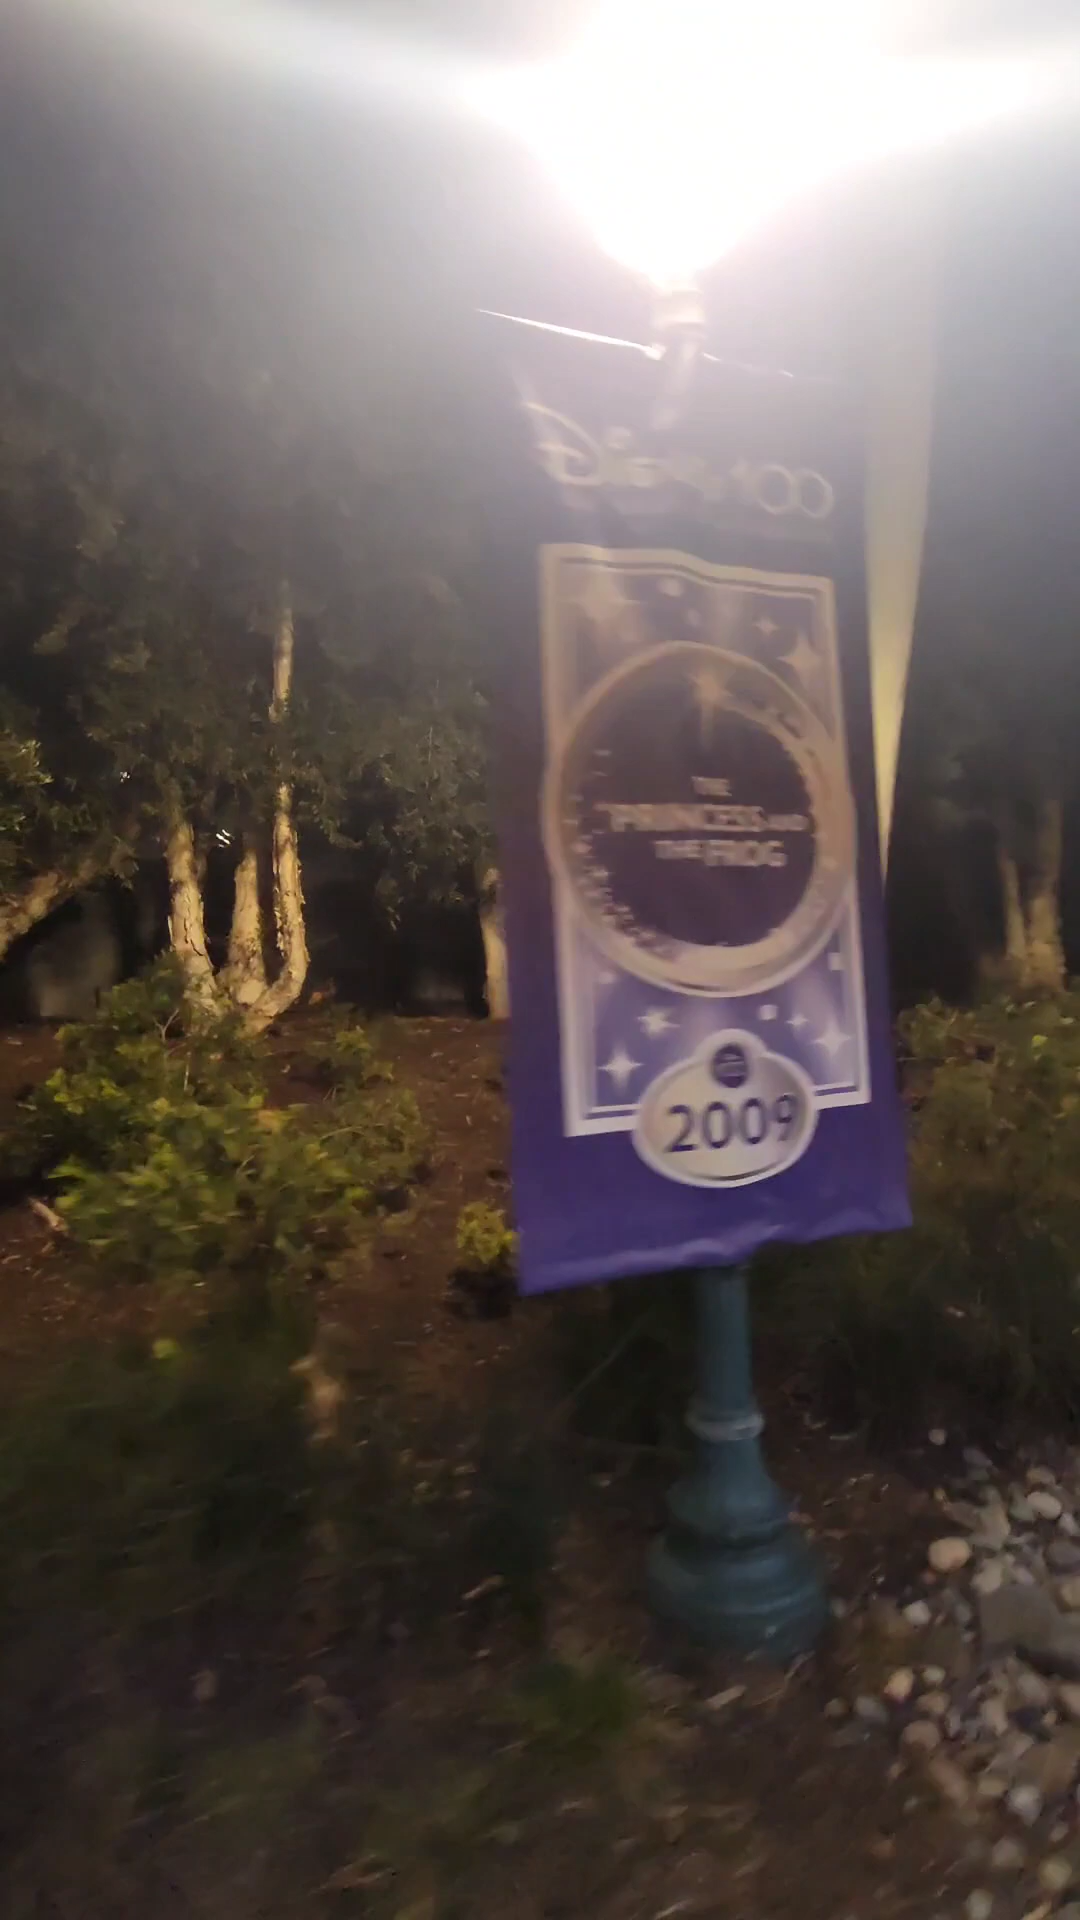 Disney100
THE
PRINCESS AND
THE FROG
2009